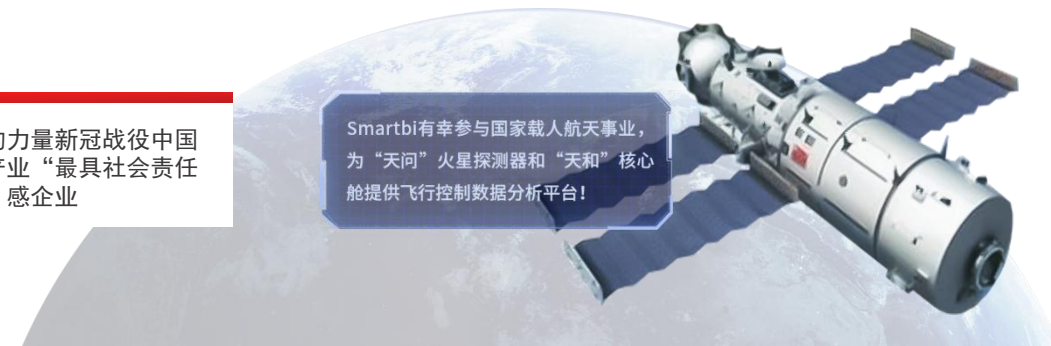 力量新冠战役中国
业“最具社会责任
感企业
Smartbi有幸参与国家载人航天事业，
为“天问”火星探测器和“天和”核心
舱提供飞行控制数据分析平台！